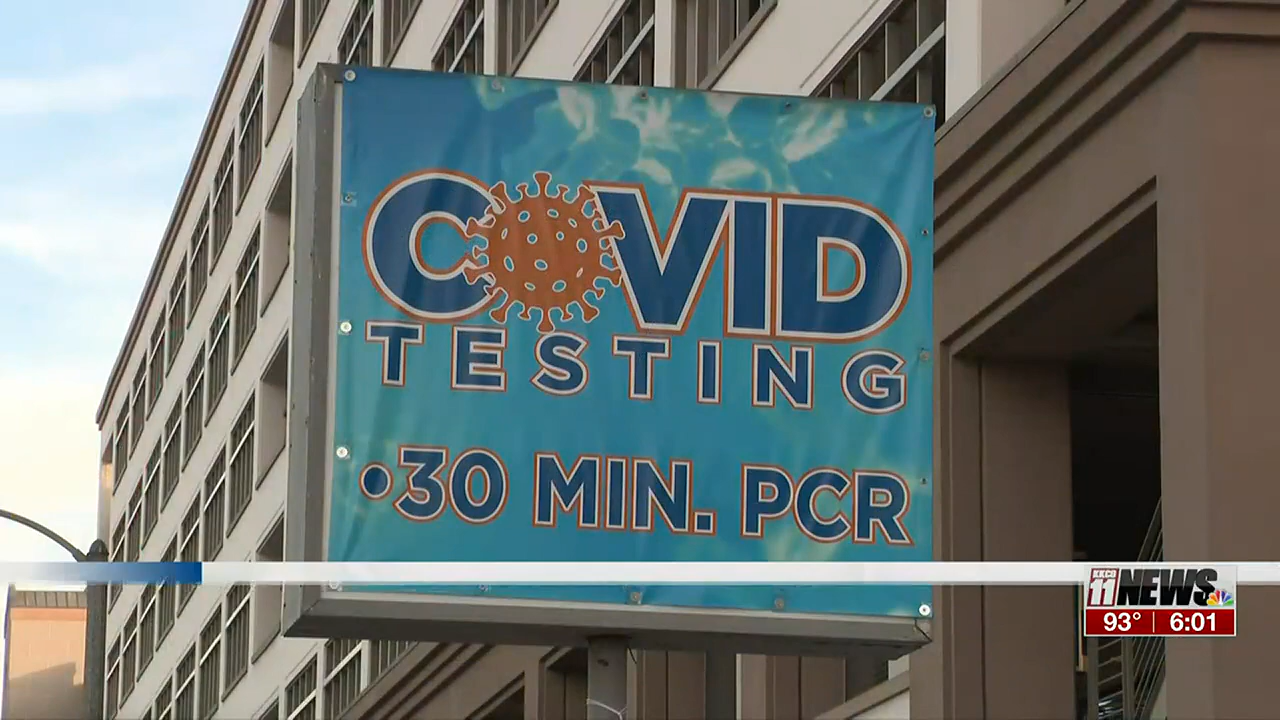 COVID
TESTING
•30 MIN. PCR
KKCO
11 NEWS
93° | 6:01